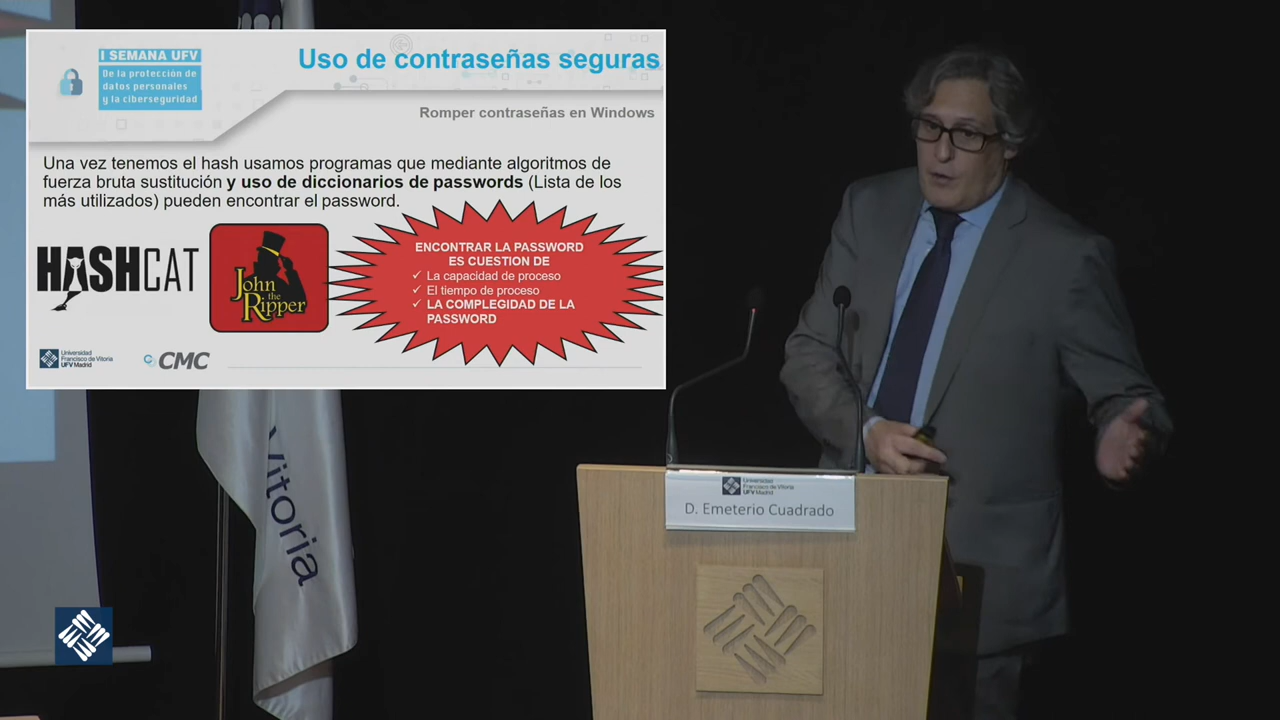 I SEMANA UFV
De la protección de
datos personales
y la ciberseguridad
Uso de contraseñas seguras
Romper contraseñas en Windows
Una vez tenemos el hash usamos programas que mediante algoritmos de
fuerza bruta sustitución y uso de diccionarios de passwords (Lista de los
más utilizados) pueden encontrar el password.
HASHCAT
John
the
Ripper
ENCONTRAR LA PASSWORD
ES CUESTION DE
✓ La capacidad de proceso
✓ El tiempo de proceso
✓ LA COMPLEGIDAD DE LA
PASSWORD
Universidad
Francisco de Vitoria
UFV Madrid
CMC
Vitoria
Universidad
Francisco de Vitoria
UFV Madrid
D. Emeterio Cuadrado